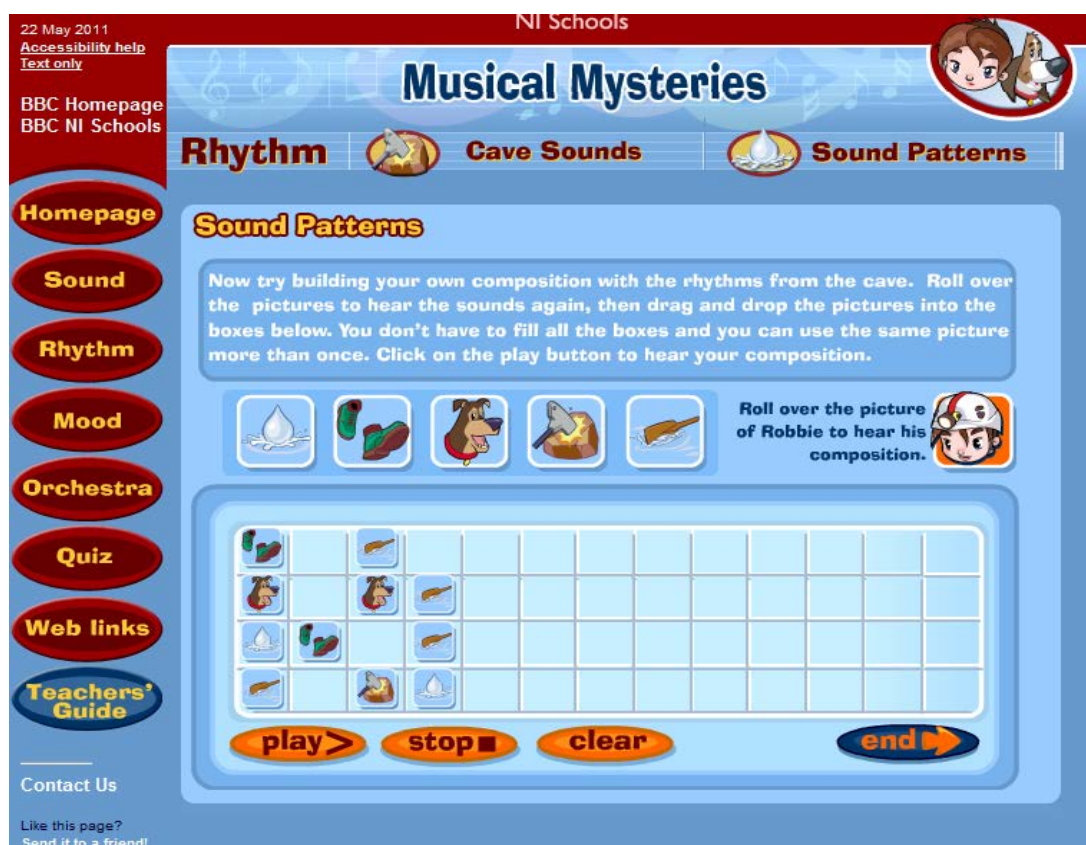 22 May 2011
Accessibility help
Text only
BBC Homepage
BBC NI Schools
NI Schools
Musical Mysteries
Rhythm
Cave Sounds
Sound Patterns
Homepage
Sound
Rhythm
Mood
Orchestra
Quiz
Web links
Teachers'
Guide
Contact Us
Like this page?
Send it to a friend!
Sound Patterns
Now try building your own composition with the rhythms from the cave. Roll over
the pictures to hear the sounds again, then drag and drop the pictures into the
boxes below. You don't have to fill all the boxes and you can use the same picture
more than once. Click on the play button to hear your composition.
Roll over the picture
of Robbie to hear his
composition.
play>
stop■
clear
end